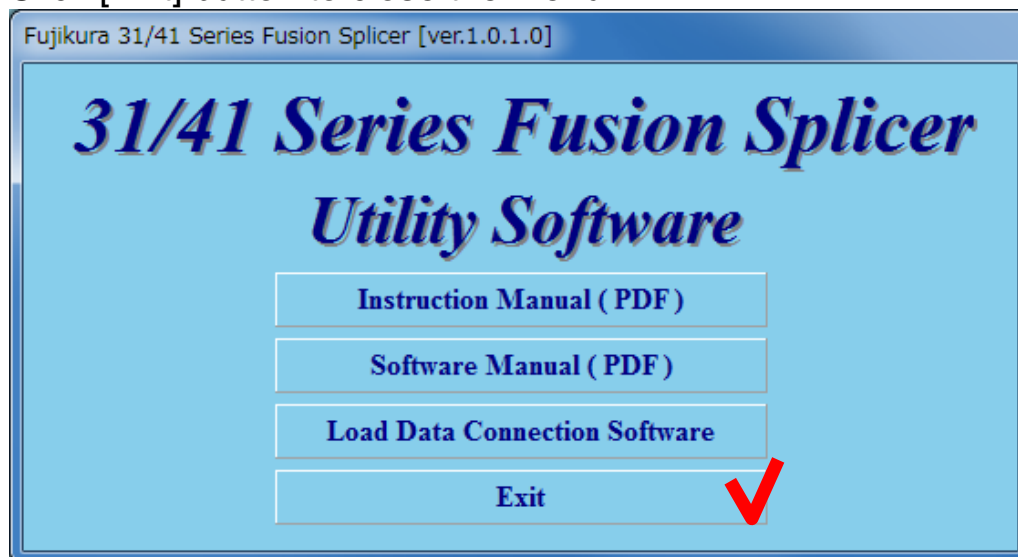 Fujikura 31/41 Series Fusion Splicer [ver.1.0.1.0]
31/41 Series Fusion Splicer
Utility Software
Instruction Manual ( PDF )
Software Manual ( PDF )
Load Data Connection Software
Exit